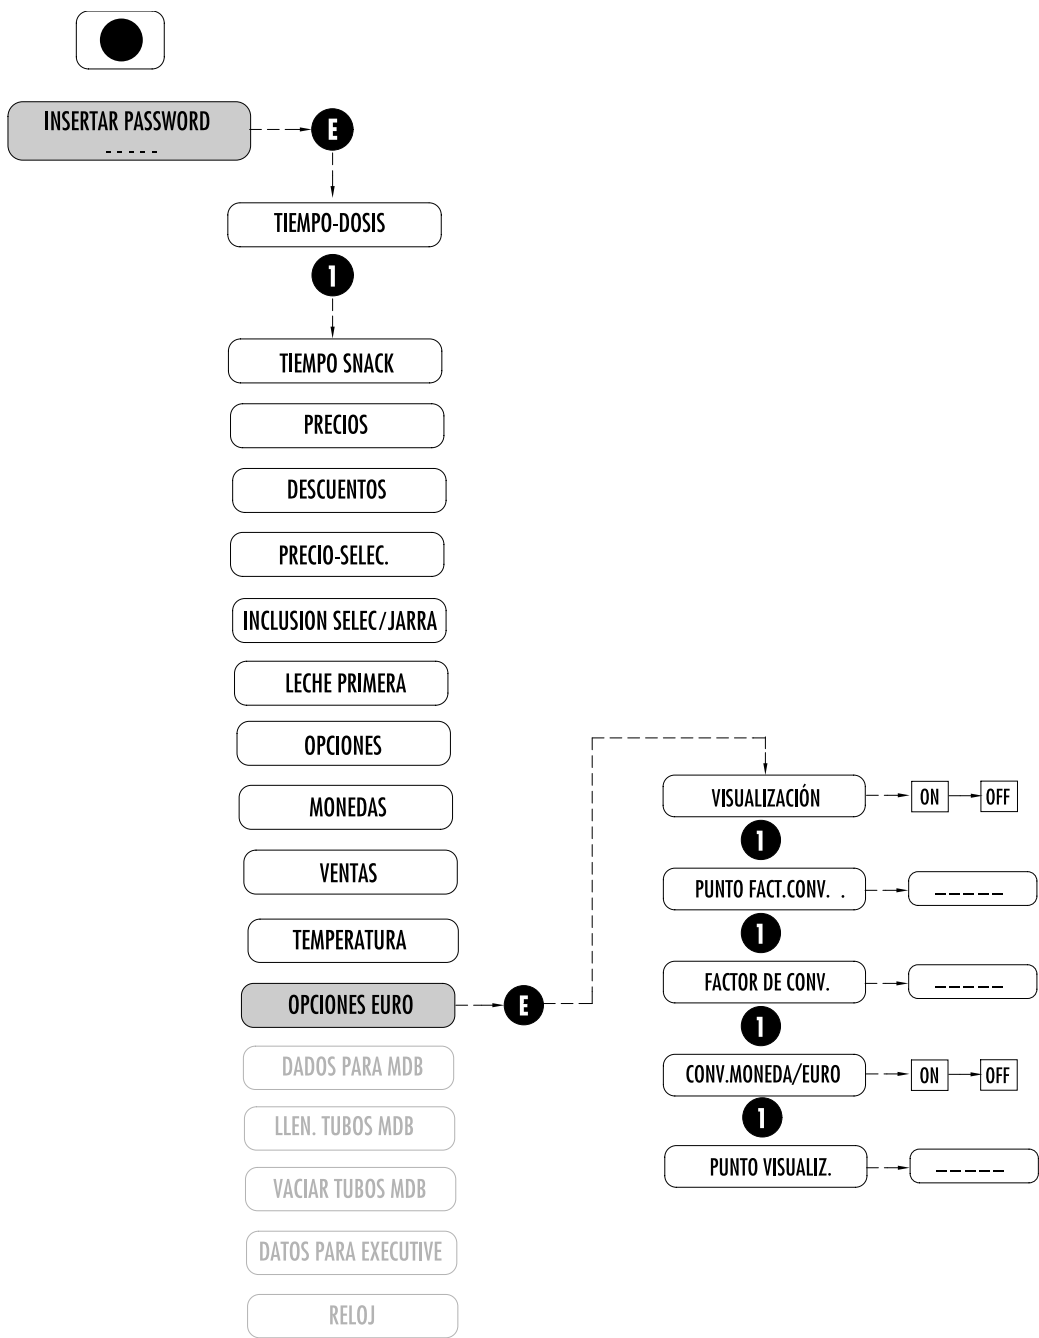 INSERTAR PASSWORD
- - - - -
E
TIEMPO-DOSIS
1
TIEMPO SNACK
PRECIOS
DESCUENTOS
PRECIO-SELEC.
INCLUSION SELEC/JARRA
LECHE PRIMERA
OPCIONES
MONEDAS
VENTAS
TEMPERATURA
OPCIONES EURO
E
DADOS PARA MDB
LLEN. TUBOS MDB
VACIAR TUBOS MDB
DATOS PARA EXECUTIVE
RELOJ
VISUALIZACIÓN ON OFF
1
PUNTO FACT.CONV. . _ _ _ _ _
1
FACTOR DE CONV. _ _ _ _ _
1
CONV.MONEDA/EURO ON OFF
1
PUNTO VISUALIZ. _ _ _ _ _